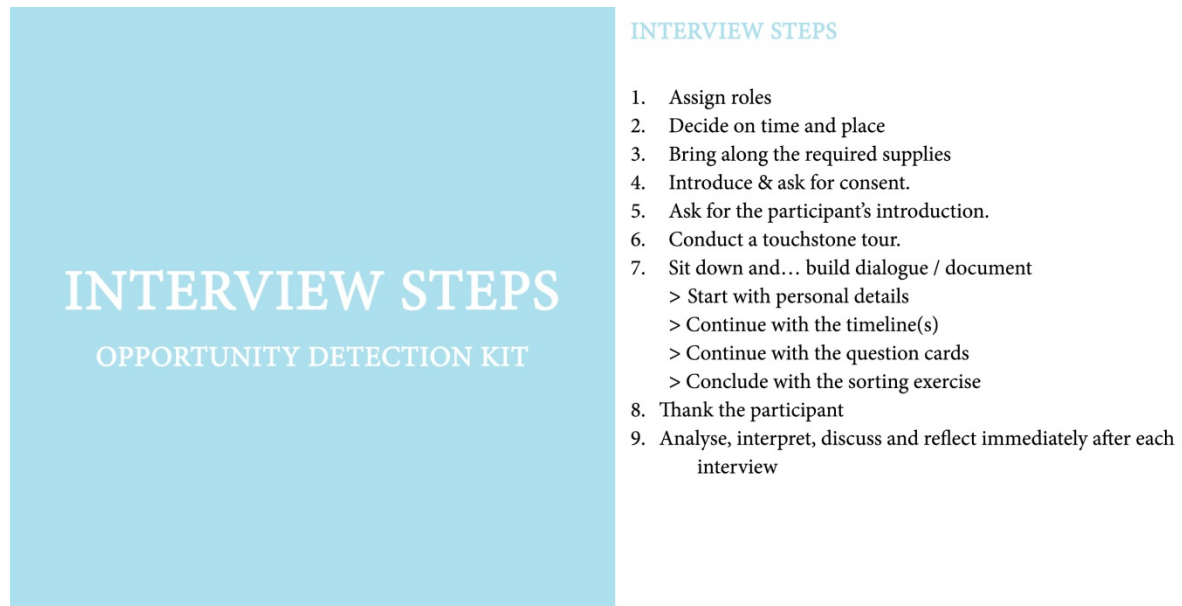 INTERVIEW STEPS
OPPORTUNITY DETECTION KIT
INTERVIEW STEPS
1. Assign roles
2. Decide on time and place
3. Bring along the required supplies
4. Introduce & ask for consent.
5. Ask for the participant’s introduction.
6. Conduct a touchstone tour.
7. Sit down and… build dialogue / document
> Start with personal details
> Continue with the timeline(s)
> Continue with the question cards
> Conclude with the sorting exercise
8. Thank the participant
9. Analyse, interpret, discuss and reflect immediately after each
interview